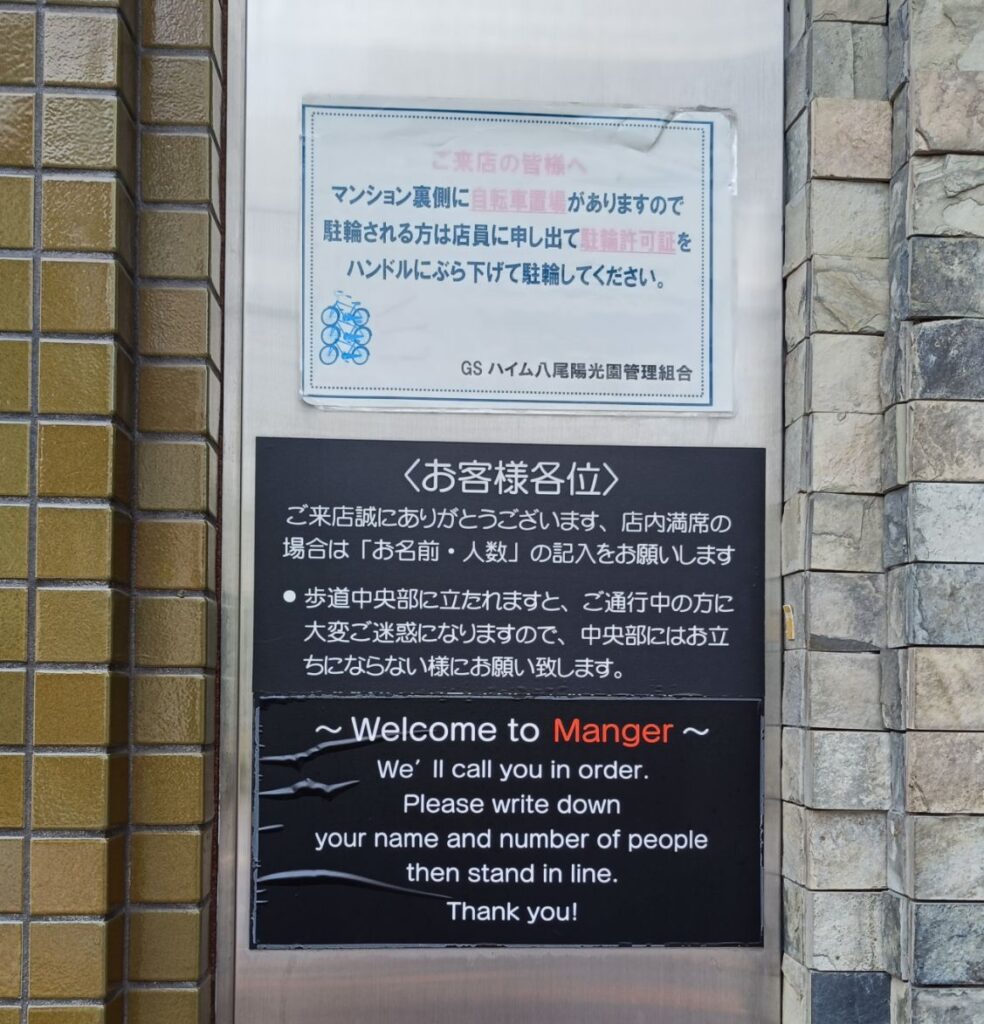 ご来店の皆様へ
マンション裏側に自転車置場がありますので
駐輪される方は店員に申し出て駐輪許可証を
ハンドルにぶら下げて駐輪してください。
GS ハイム八尾陽光園管理組合
〈お客様各位〉
ご来店誠にありがとうございます、店内満席の
場合は「お名前・人数」の記入をお願いします
● 歩道中央部に立たれますと、ご通行中の方に
大変ご迷惑になりますので、中央部にはお立
ちにならない様にお願い致します。
～ Welcome to Manger ～
We' ll call you in order.
Please write down
your name and number of people
then stand in line.
Thank you!